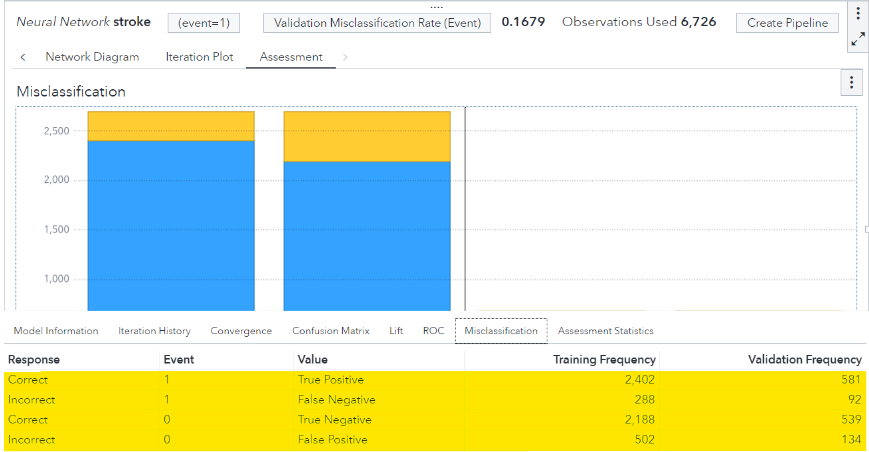 Neural Network stroke (event=1) Validation Misclassification Rate (Event) 0.1679 Observations Used 6,726 Create Pipeline
< Network Diagram Iteration Plot Assessment >
Misclassification
2,500
2,000
1,500
1,000
Model Information Iteration History Convergence Confusion Matrix Lift ROC Misclassification Assessment Statistics
Response Event Value Training Frequency Validation Frequency
Correct 1 True Positive 2,402 581
Incorrect 1 False Negative 288 92
Correct 0 True Negative 2,188 539
Incorrect 0 False Positive 502 134